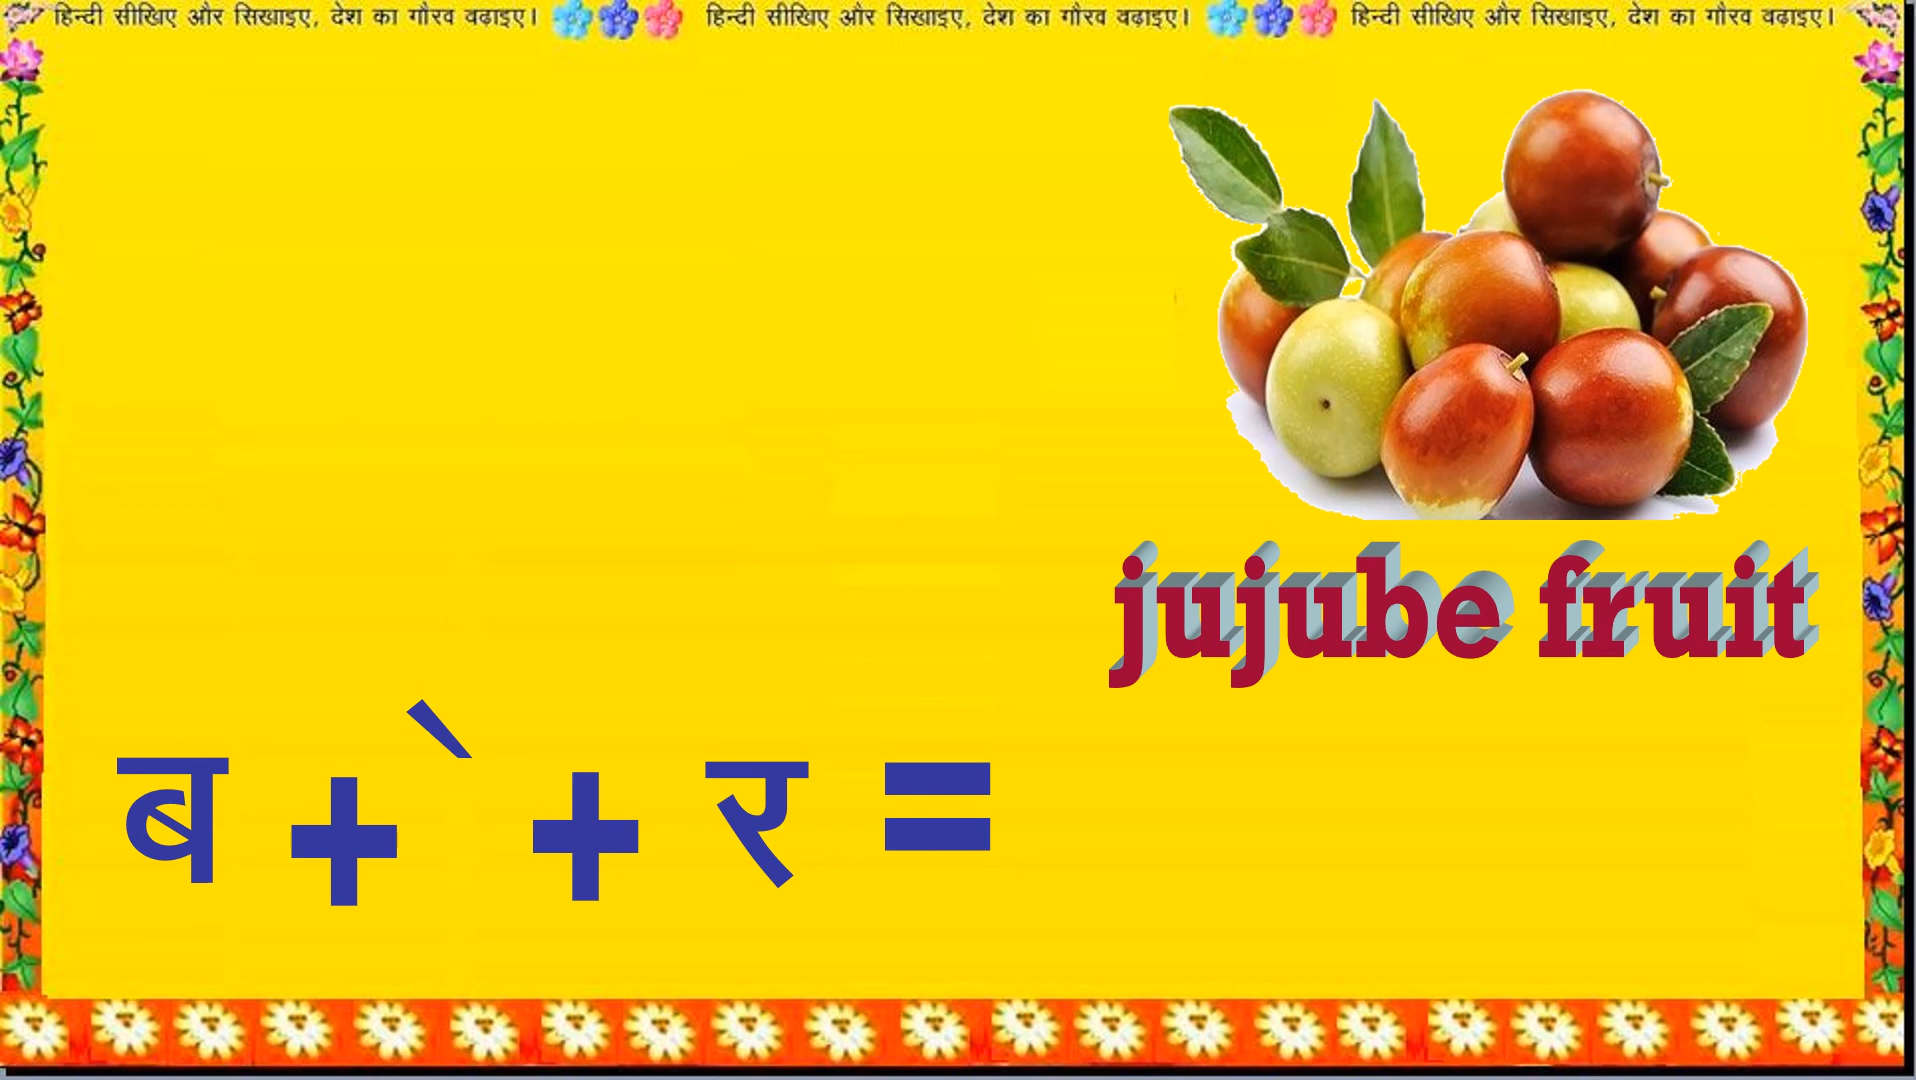 हिन्दी सीखिए और सिखाइए, देश का गौरव बढ़ाइए। हिन्दी सीखिए और सिखाइए, देश का गौरव बढ़ाइए। हिन्दी सीखिए और सिखाइए, देश का गौरव बढ़ाइए।
jujube fruit
ब + े + र =